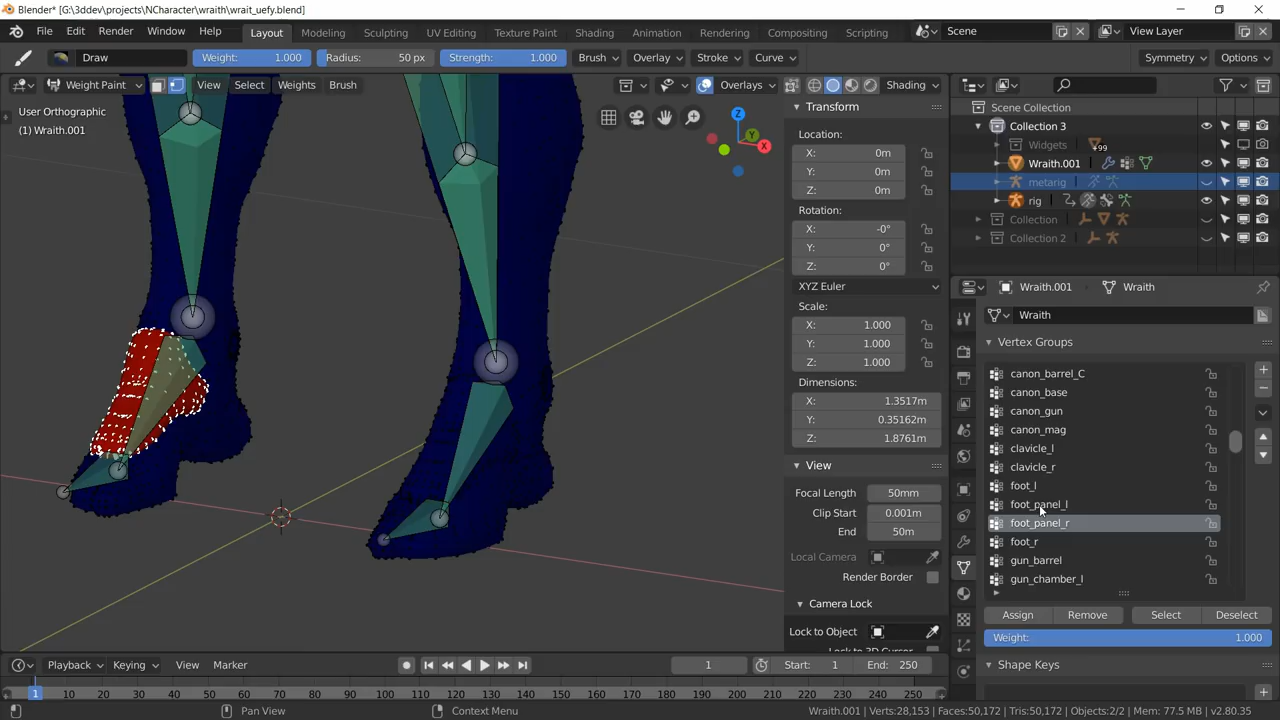 Blender* [G:\3ddev\projects\NCharacter\wraith\wrait_uefy.blend]
File Edit Render Window Help Layout Modeling Sculpting UV Editing Texture Paint Shading Animation Rendering Compositing Scripting Scene View Layer
Draw Weight: 1.000 Radius: 50 px Strength: 1.000 Brush Overlay Stroke Curve Symmetry Options
Weight Paint View Select Weights Brush Overlays Shading
User Orthographic
(1) Wraith.001
Z
Y
X
Transform
Location:
X: 0m
Y: 0m
Z: 0m
Rotation:
X: -0°
Y: 0°
Z: 0°
XYZ Euler
Scale:
X: 1.000
Y: 1.000
Z: 1.000
Dimensions:
X: 1.3517m
Y: 0.35162m
Z: 1.8761m
View
Focal Length 50mm
Clip Start 0.001m
End 50m
Local Camera
Render Border
Camera Lock
Lock to Object
Lock to 3D Cursor
Scene Collection
Collection 3
Widgets +99
Wraith.001
metarig
rig
Collection
Collection 2
Wraith.001 Wraith
Wraith
Vertex Groups
canon_barrel_C
canon_base
canon_gun
canon_mag
clavicle_l
clavicle_r
foot_l
foot_panel_l
foot_panel_r
foot_r
gun_barrel
gun_chamber_l
Assign Remove Select Deselect
Weight: 1.000
Shape Keys
Playback Keying View Marker 1 Start: 1 End: 250
1 10 20 30 40 50 60 70 80 90 100 110 120 130 140 150 160 170 180 190 200 210 220 230 240 250
Pan View Context Menu Wraith.001 | Verts:28,153 | Faces:50,172 | Tris:50,172 | Objects:2/2 | Mem: 77.5 MB | v2.80.35